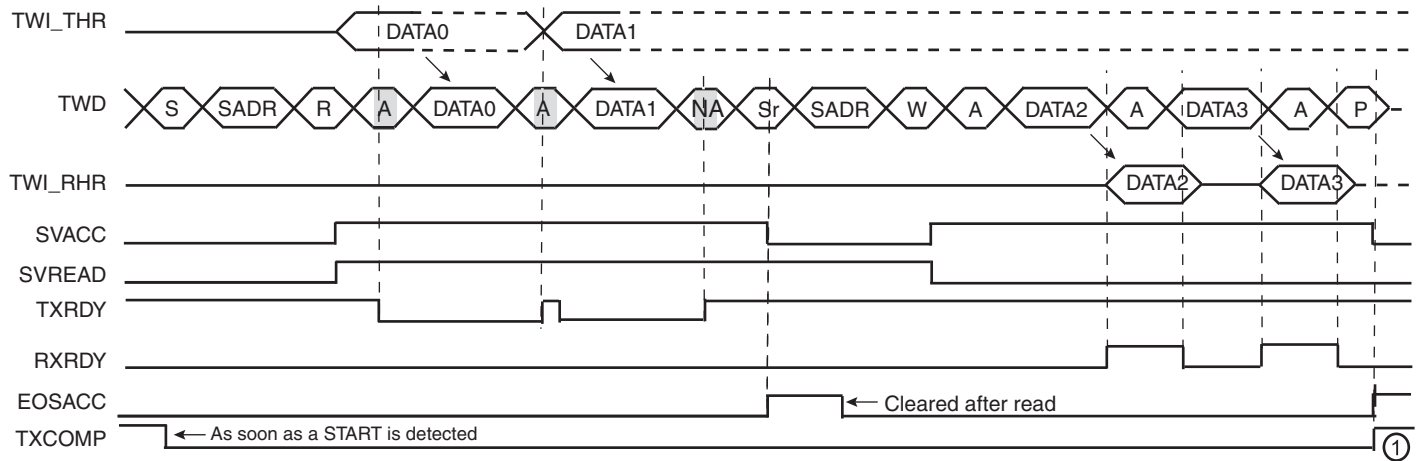 TWI_THR DATA0 DATA1
TWD S SADR R A DATA0 A DATA1 NA Sr SADR W A DATA2 A DATA3 A P
TWI_RHR DATA2 DATA3
SVACC
SVREAD
TXRDY
RXRDY
EOSACC Cleared after read
TXCOMP As soon as a START is detected 1